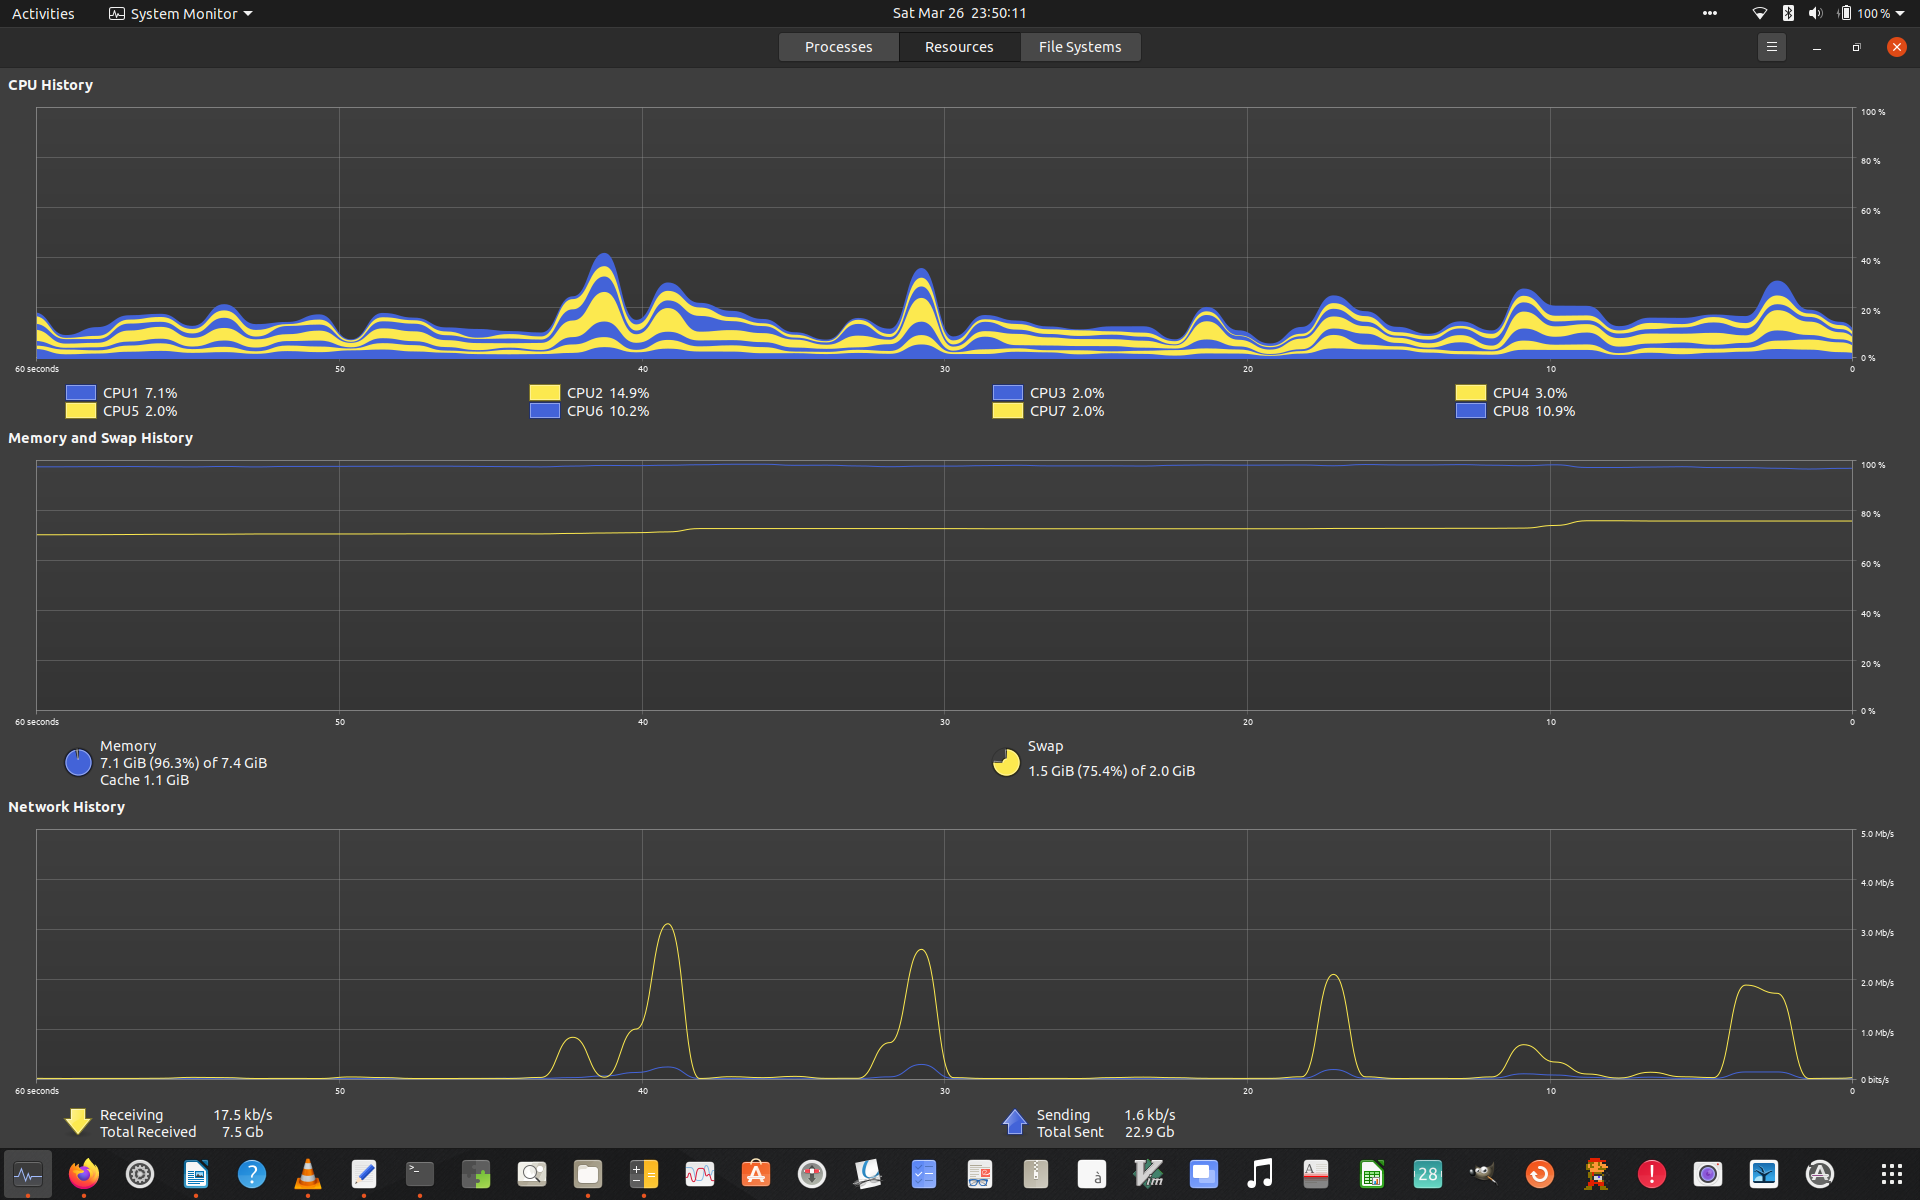 Activities System Monitor Sat Mar 26 23:50:11 100 %
Processes Resources File Systems
CPU History
100 %
80 %
60 %
40 %
20 %
0 %
60 seconds 50 40 30 20 10 0
CPU1 7.1% CPU2 14.9% CPU3 2.0% CPU4 3.0%
CPU5 2.0% CPU6 10.2% CPU7 2.0% CPU8 10.9%
Memory and Swap History
100 %
80 %
60 %
40 %
20 %
0 %
60 seconds 50 40 30 20 10 0
Memory
7.1 GiB (96.3%) of 7.4 GiB
Cache 1.1 GiB
Swap
1.5 GiB (75.4%) of 2.0 GiB
Network History
5.0 Mb/s
4.0 Mb/s
3.0 Mb/s
2.0 Mb/s
1.0 Mb/s
0 bits/s
60 seconds 50 40 30 20 10 0
Receiving 17.5 kb/s
Total Received 7.5 Gb
Sending 1.6 kb/s
Total Sent 22.9 Gb
? >_ A à Vim A 28 !